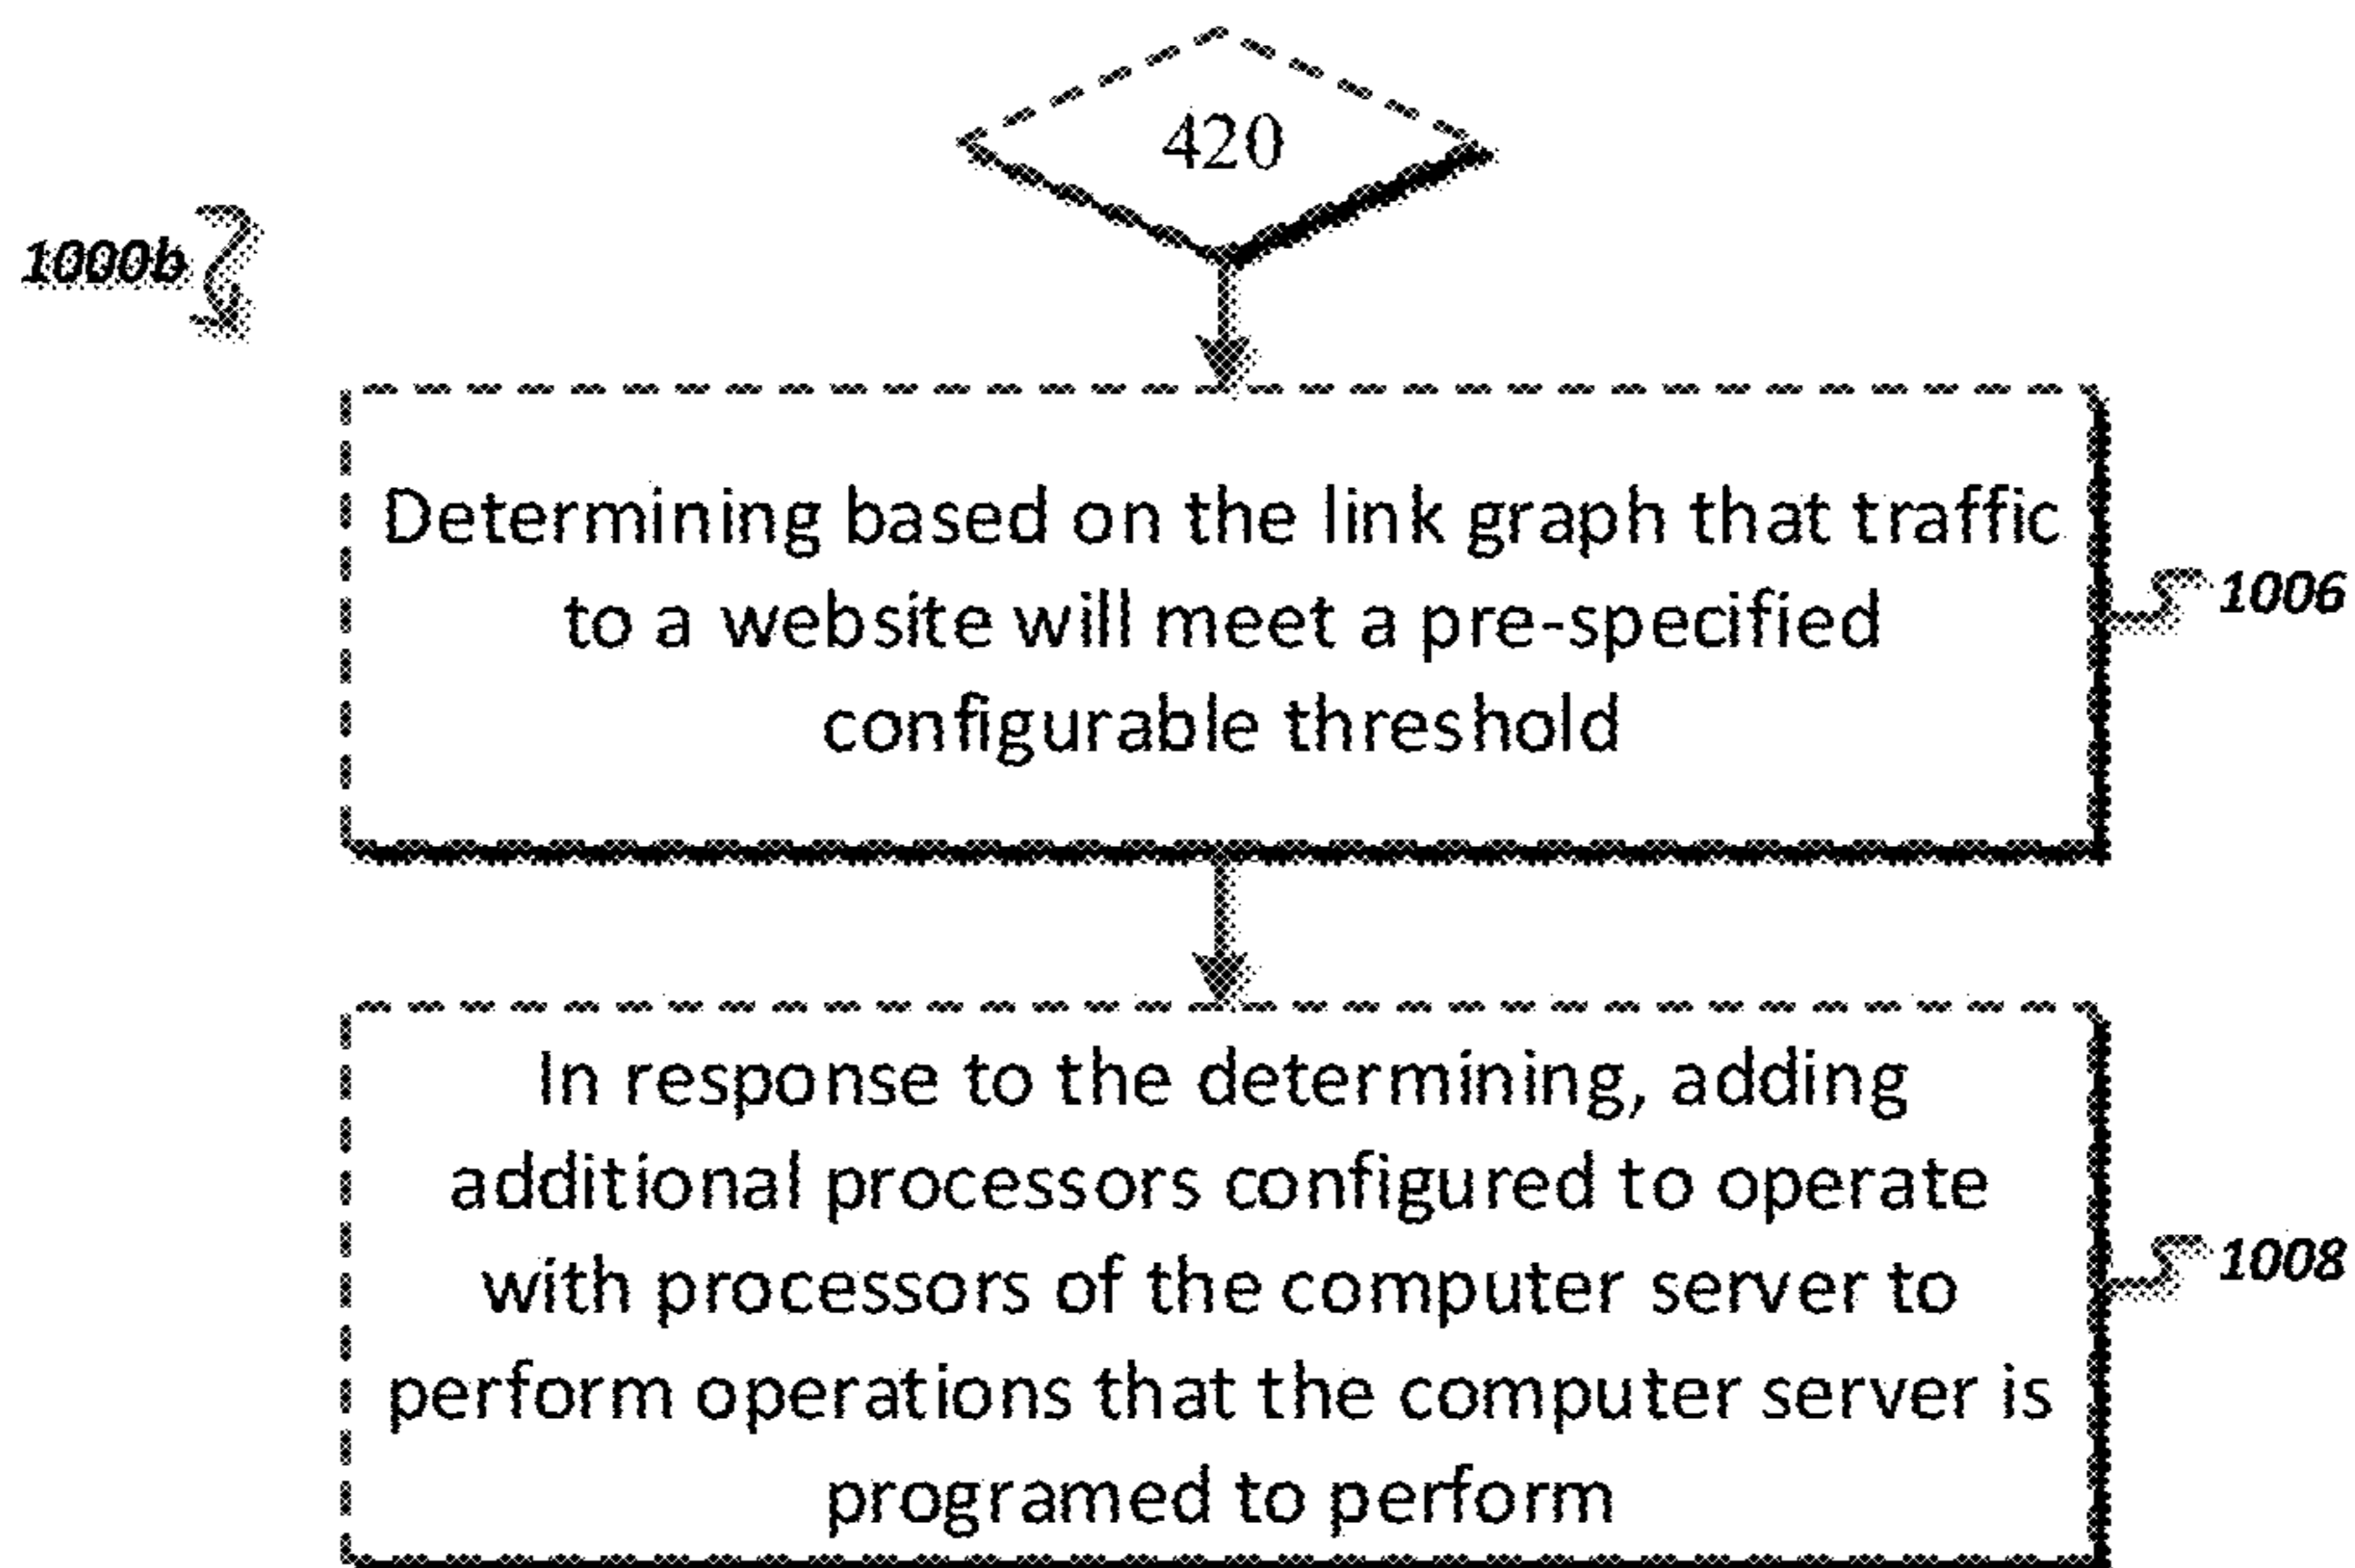 420
1000b
Determining based on the link graph that traffic
to a website will meet a pre-specified
configurable threshold
1006
In response to the determining, adding
additional processors configured to operate
with processors of the computer server to
perform operations that the computer server is
programed to perform
1008